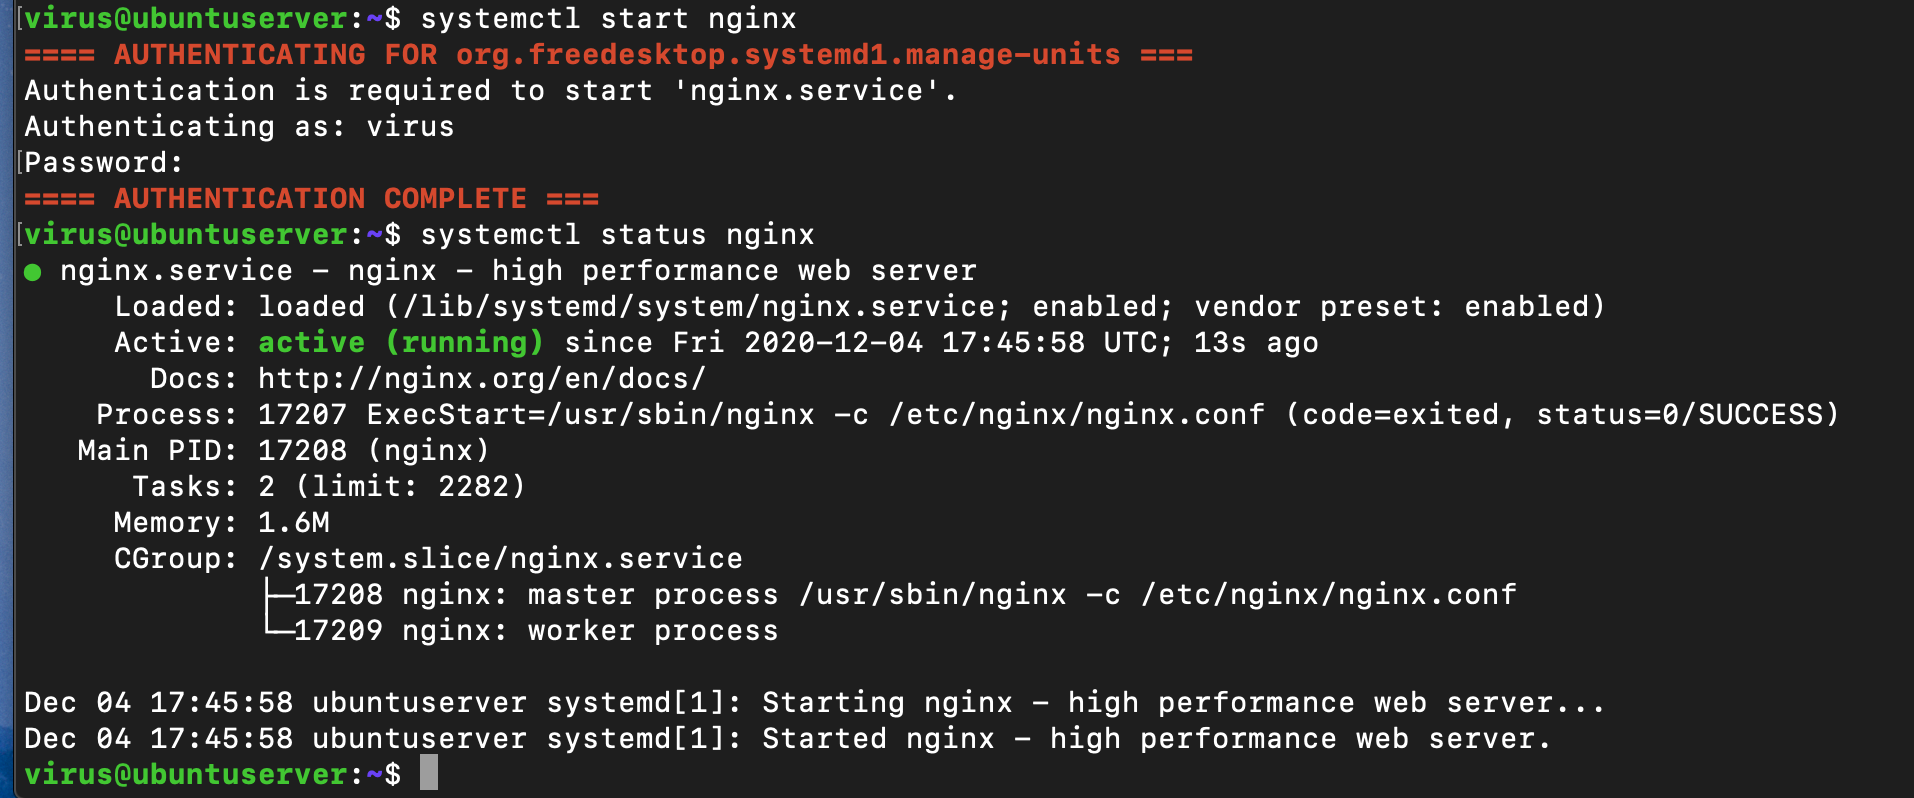 virus@ubuntuserver:~$ systemctl start nginx
==== AUTHENTICATING FOR org.freedesktop.systemd1.manage-units ===
Authentication is required to start 'nginx.service'.
Authenticating as: virus
Password:
==== AUTHENTICATION COMPLETE ===
virus@ubuntuserver:~$ systemctl status nginx
● nginx.service – nginx – high performance web server
Loaded: loaded (/lib/systemd/system/nginx.service; enabled; vendor preset: enabled)
Active: active (running) since Fri 2020-12-04 17:45:58 UTC; 13s ago
Docs: http://nginx.org/en/docs/
Process: 17207 ExecStart=/usr/sbin/nginx -c /etc/nginx/nginx.conf (code=exited, status=0/SUCCESS)
Main PID: 17208 (nginx)
Tasks: 2 (limit: 2282)
Memory: 1.6M
CGroup: /system.slice/nginx.service
├─17208 nginx: master process /usr/sbin/nginx -c /etc/nginx/nginx.conf
└─17209 nginx: worker process
Dec 04 17:45:58 ubuntuserver systemd[1]: Starting nginx – high performance web server...
Dec 04 17:45:58 ubuntuserver systemd[1]: Started nginx – high performance web server.
virus@ubuntuserver:~$